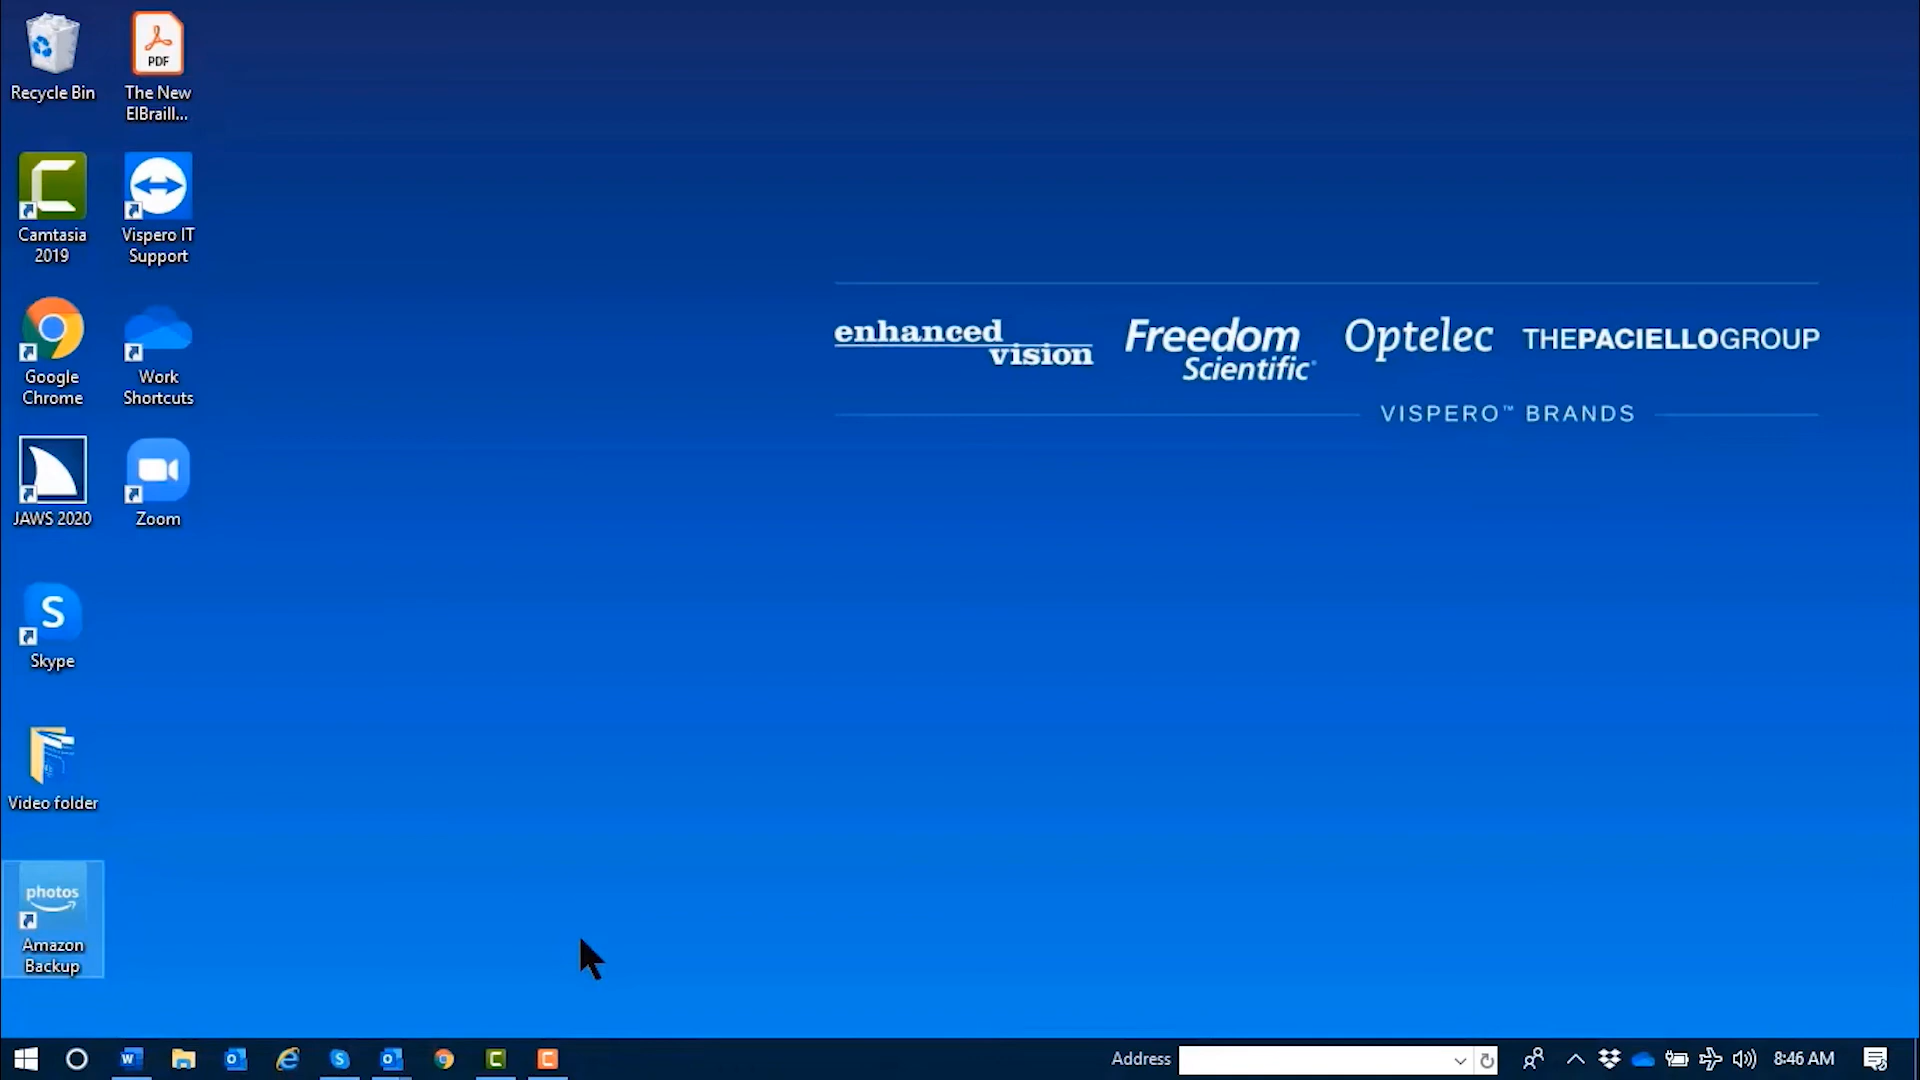 Recycle Bin
PDF
The New
ElBraill...
Camtasia
2019
Vispero IT
Support
Google
Chrome
Work
Shortcuts
JAWS 2020
Zoom
S
Skype
Video folder
photos
Amazon
Backup
enhanced
vision
Freedom
Scientific
Optelec
THEPACIELLOGROUP
VISPERO™ BRANDS
Address
8:46 AM